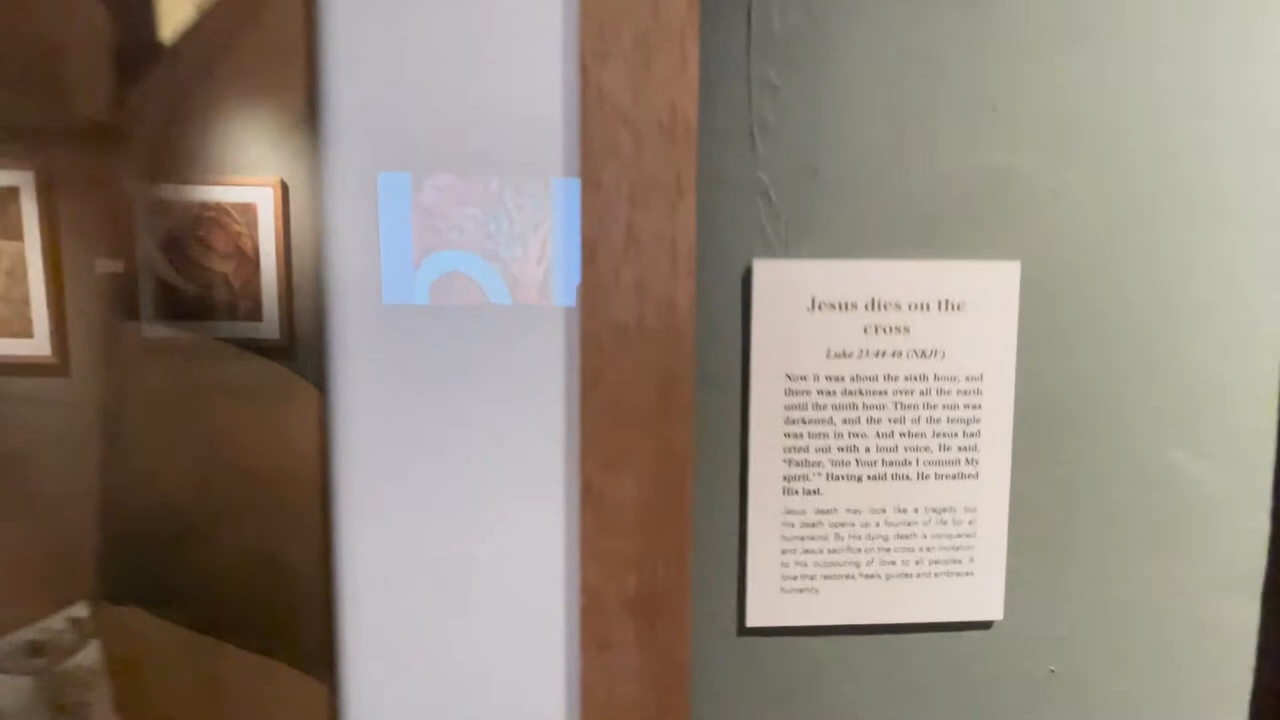 Jesus dies on the
cross
Luke 23:44-46 (NKJV)
Now it was about the sixth hour, and
there was darkness over all the earth
until the ninth hour. Then the sun was
darkened, and the veil of the temple
was torn in two. And when Jesus had
cried out with a loud voice, He said,
"Father, 'into Your hands I commit My
spirit.'" Having said this, He breathed
His last.
Jesus death may look like a tragedy but
His death opens up a fountain of life for all
humankind. By His dying, death is conquered
and Jesus sacrifice on the cross is an invitation
to his outpouring of love to all peoples. A
love that restores, heals, guides and embraces
humanity.